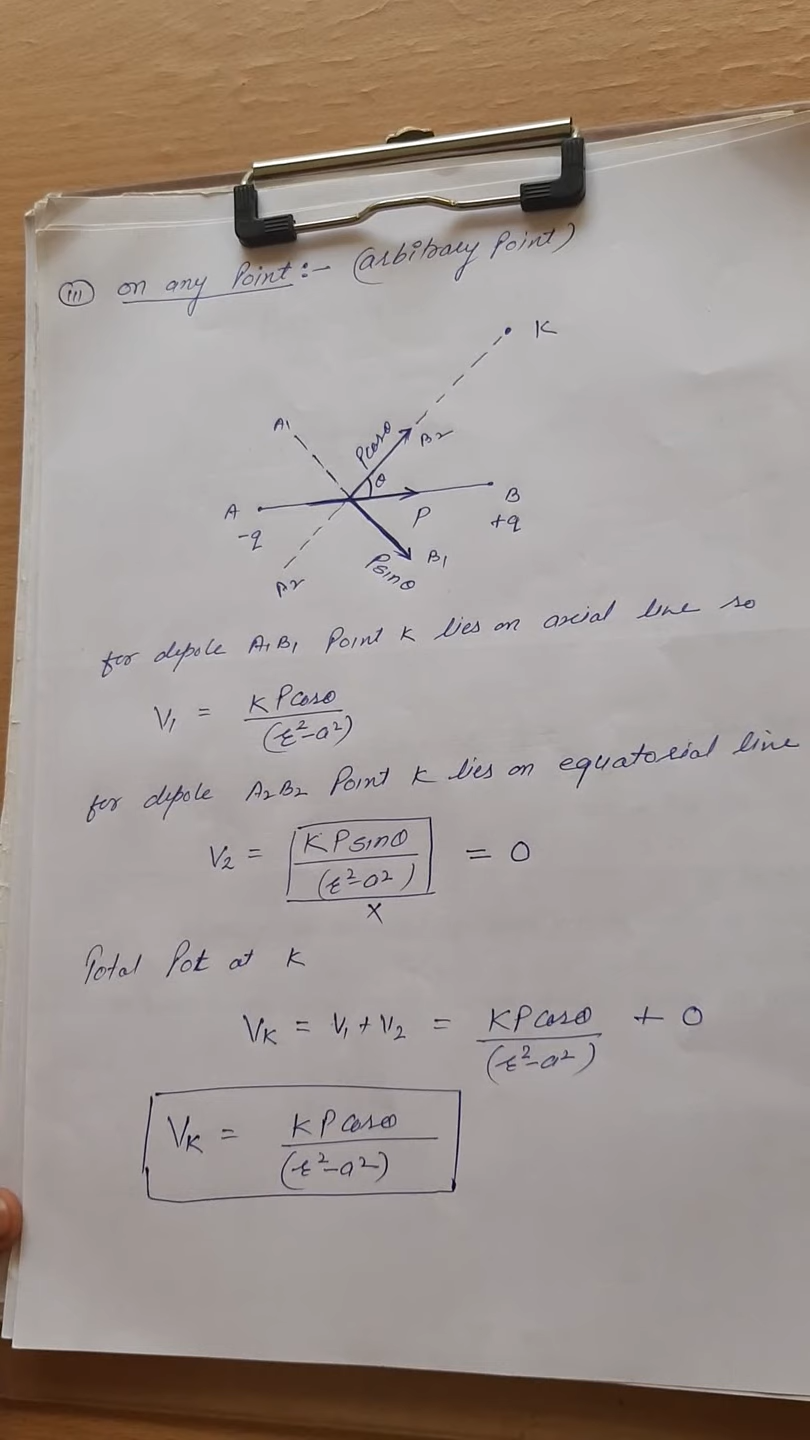 (iii) on any Point :- (arbitrary Point)
K
A1
Pcosθ
B2
θ
A
B
P
-q
+q
A2
Psinθ
B1
for depole A1B1 Point K lies on axial line so
V1 = KPcosθ / (r²-a²)
for depole A2B2 Point K lies on equatorial line
V2 = KPsinθ / (r²-a²) = 0
X
Total Pot at K
VK = V1 + V2 = KPcosθ / (r²-a²) + 0
VK = KPcosθ / (r²-a²)